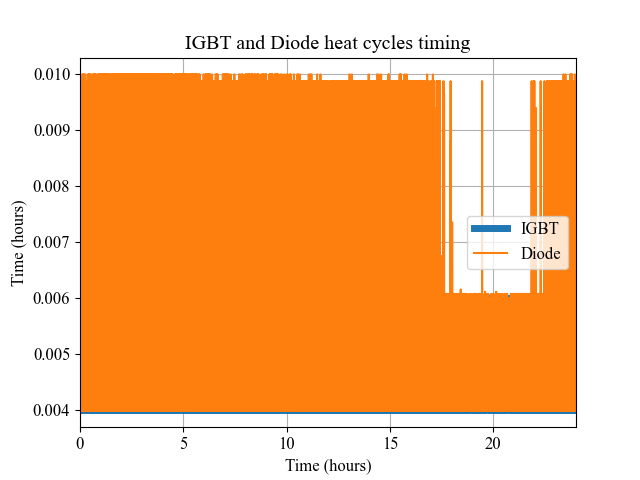 IGBT and Diode heat cycles timing
0.010
0.009
0.008
0.007
0.006
0.005
0.004
Time (hours)
IGBT
Diode
0 5 10 15 20
Time (hours)